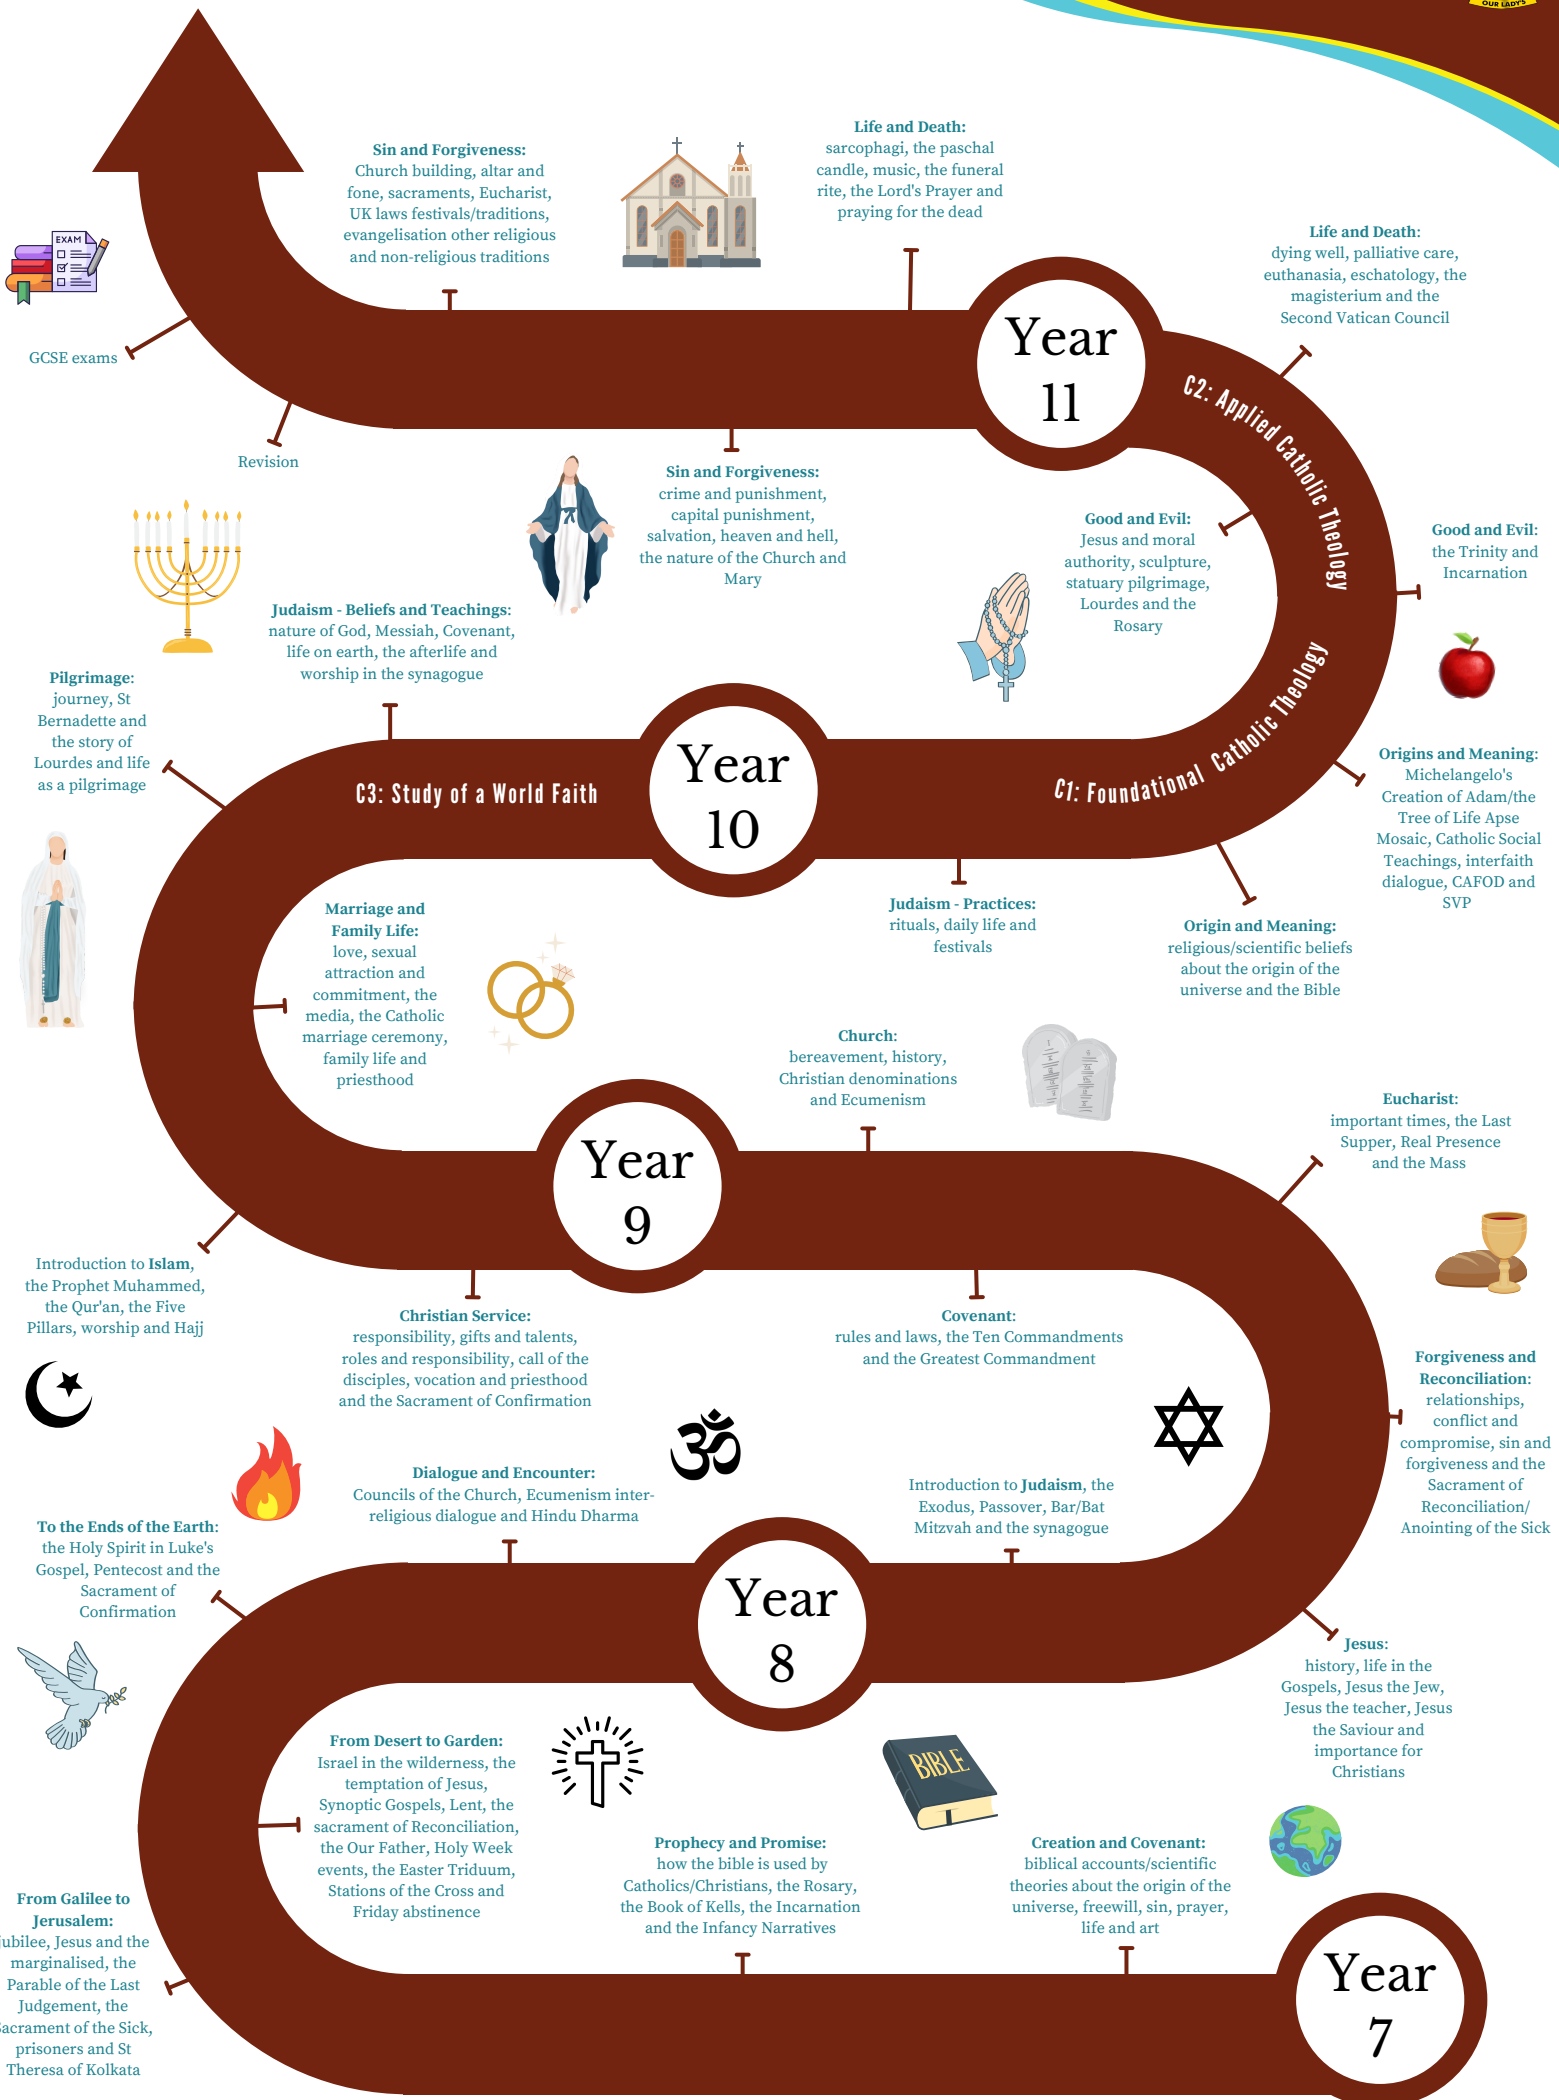 OUR LADY'S
Life and Death:
sarcophagi, the paschal
candle, music, the funeral
rite, the Lord's Prayer and
praying for the dead
Sin and Forgiveness:
Church building, altar and
fone, sacraments, Eucharist,
UK laws festivals/traditions,
evangelisation other religious
and non-religious traditions
Life and Death:
dying well, palliative care,
euthanasia, eschatology, the
magisterium and the
Second Vatican Council
EXAM
GCSE exams
Year
11
C2: Applied Catholic Theology
Revision
Sin and Forgiveness:
crime and punishment,
capital punishment,
salvation, heaven and hell,
the nature of the Church and
Mary
Good and Evil:
Jesus and moral
authority, sculpture,
statuary pilgrimage,
Lourdes and the
Rosary
Good and Evil:
the Trinity and
Incarnation
Judaism - Beliefs and Teachings:
nature of God, Messiah, Covenant,
life on earth, the afterlife and
worship in the synagogue
Pilgrimage:
journey, St
Bernadette and
the story of
Lourdes and life
as a pilgrimage
C3: Study of a World Faith
Year
10
C1: Foundational Catholic Theology
Origins and Meaning:
Michelangelo's
Creation of Adam/the
Tree of Life Apse
Mosaic, Catholic Social
Teachings, interfaith
dialogue, CAFOD and
SVP
Marriage and
Family Life:
love, sexual
attraction and
commitment, the
media, the Catholic
marriage ceremony,
family life and
priesthood
Judaism - Practices:
rituals, daily life and
festivals
Origin and Meaning:
religious/scientific beliefs
about the origin of the
universe and the Bible
Church:
bereavement, history,
Christian denominations
and Ecumenism
Eucharist:
important times, the Last
Supper, Real Presence
and the Mass
Year
9
Introduction to Islam,
the Prophet Muhammed,
the Qur'an, the Five
Pillars, worship and Hajj
Christian Service:
responsibility, gifts and talents,
roles and responsibility, call of the
disciples, vocation and priesthood
and the Sacrament of Confirmation
Covenant:
rules and laws, the Ten Commandments
and the Greatest Commandment
Forgiveness and
Reconciliation:
relationships,
conflict and
compromise, sin and
forgiveness and the
Sacrament of
Reconciliation/
Anointing of the Sick
ॐ
Dialogue and Encounter:
Councils of the Church, Ecumenism inter-
religious dialogue and Hindu Dharma
Introduction to Judaism, the
Exodus, Passover, Bar/Bat
Mitzvah and the synagogue
To the Ends of the Earth:
the Holy Spirit in Luke's
Gospel, Pentecost and the
Sacrament of
Confirmation
Year
8
Jesus:
history, life in the
Gospels, Jesus the Jew,
Jesus the teacher, Jesus
the Saviour and
importance for
Christians
From Desert to Garden:
Israel in the wilderness, the
temptation of Jesus,
Synoptic Gospels, Lent, the
sacrament of Reconciliation,
the Our Father, Holy Week
events, the Easter Triduum,
Stations of the Cross and
Friday abstinence
BIBLE
Prophecy and Promise:
how the bible is used by
Catholics/Christians, the Rosary,
the Book of Kells, the Incarnation
and the Infancy Narratives
Creation and Covenant:
biblical accounts/scientific
theories about the origin of the
universe, freewill, sin, prayer,
life and art
From Galilee to
Jerusalem:
Jubilee, Jesus and the
marginalised, the
Parable of the Last
Judgement, the
Sacrament of the Sick,
prisoners and St
Theresa of Kolkata
Year
7